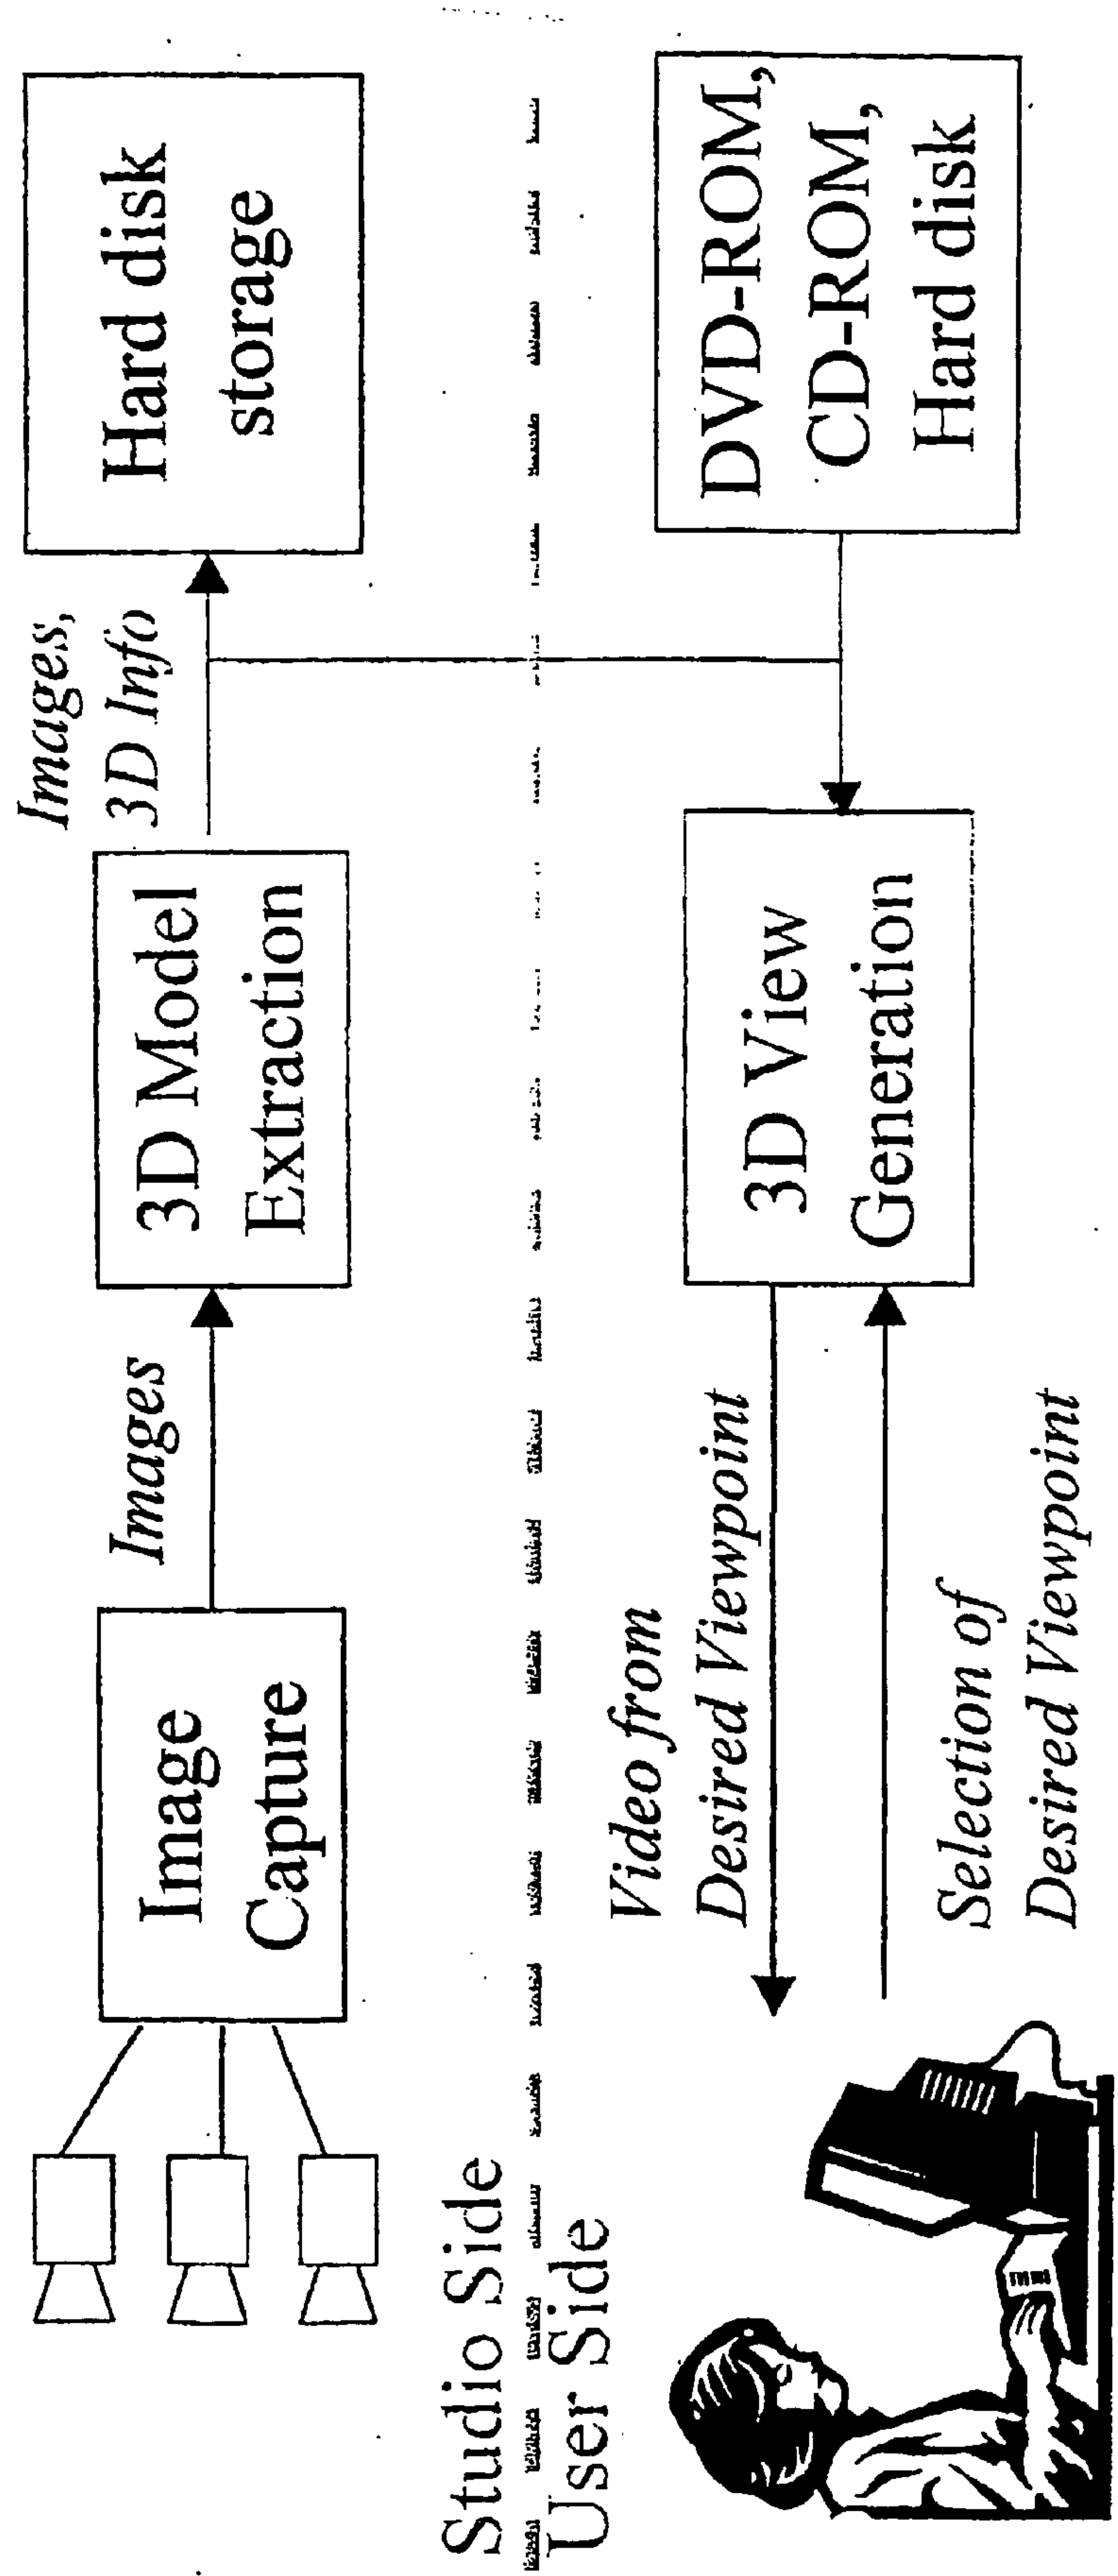 Image
Capture
Images
3D Model
Extraction
Images,
3D Info
Hard disk
storage
Studio Side
User Side
Video from
Desired Viewpoint
Selection of
Desired Viewpoint
3D View
Generation
DVD-ROM,
CD-ROM,
Hard disk